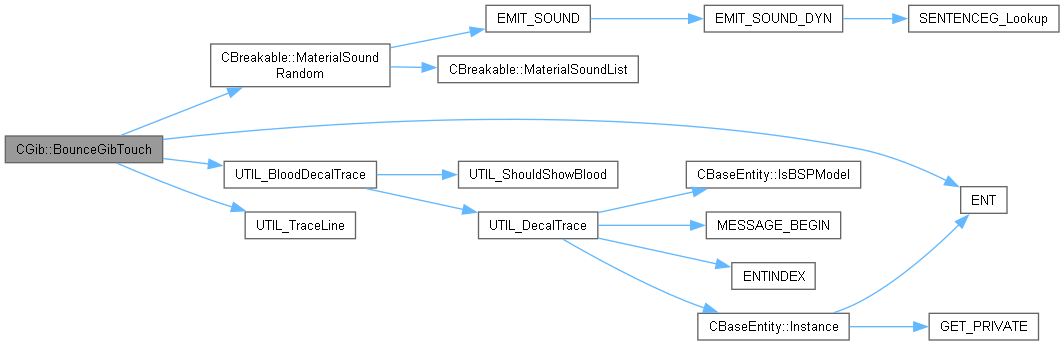 EMIT_SOUND
EMIT_SOUND_DYN
SENTENCEG_Lookup
CBreakable::MaterialSound
Random
CBreakable::MaterialSoundList
CGib::BounceGibTouch
UTIL_BloodDecalTrace
UTIL_ShouldShowBlood
CBaseEntity::IsBSPModel
ENT
UTIL_TraceLine
UTIL_DecalTrace
MESSAGE_BEGIN
ENTINDEX
CBaseEntity::Instance
GET_PRIVATE